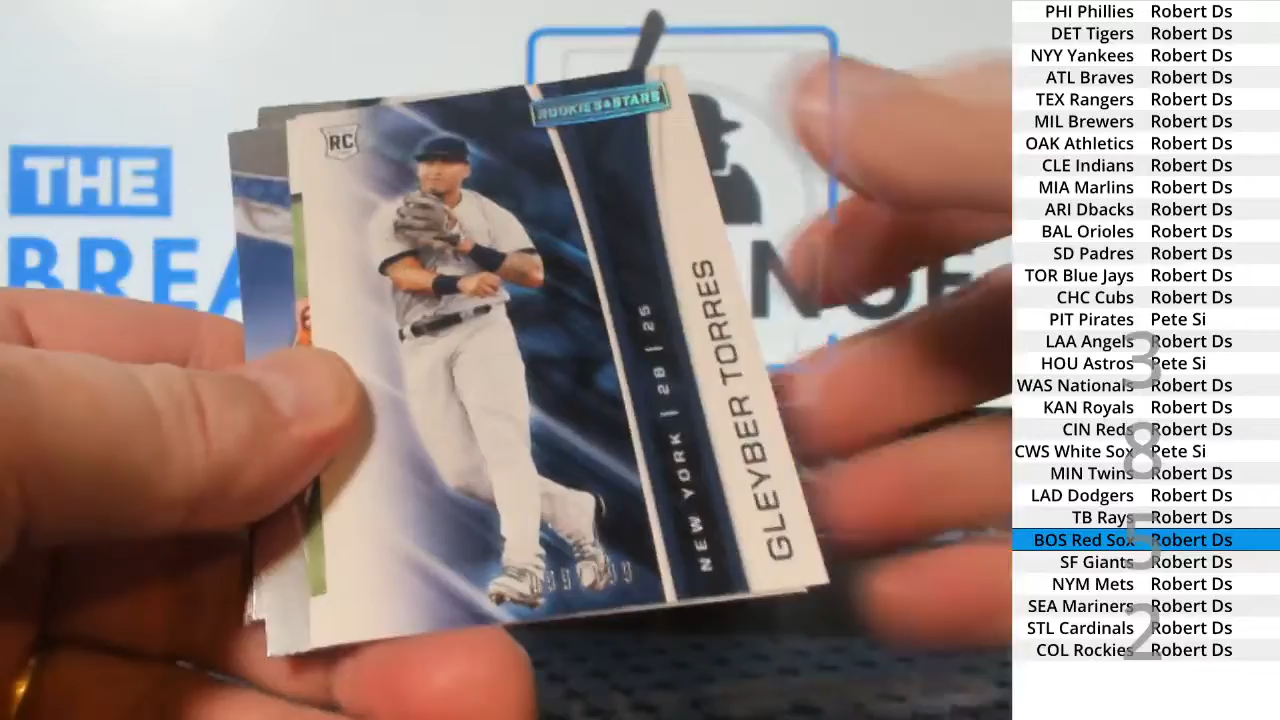 THE
BREA
NGE
RC
ROOKIES & STARS
NEW YORK | 2B | 25
GLEYBER TORRES
PHI Phillies Robert Ds
DET Tigers Robert Ds
NYY Yankees Robert Ds
ATL Braves Robert Ds
TEX Rangers Robert Ds
MIL Brewers Robert Ds
OAK Athletics Robert Ds
CLE Indians Robert Ds
MIA Marlins Robert Ds
ARI Dbacks Robert Ds
BAL Orioles Robert Ds
SD Padres Robert Ds
TOR Blue Jays Robert Ds
CHC Cubs Robert Ds
PIT Pirates Pete Si
LAA Angels Robert Ds
HOU Astros Pete Si
WAS Nationals Robert Ds
KAN Royals Robert Ds
CIN Reds Robert Ds
CWS White Sox Pete Si
MIN Twins Robert Ds
LAD Dodgers Robert Ds
TB Rays Robert Ds
BOS Red Sox Robert Ds
SF Giants Robert Ds
NYM Mets Robert Ds
SEA Mariners Robert Ds
STL Cardinals Robert Ds
COL Rockies Robert Ds
3
8
5
2